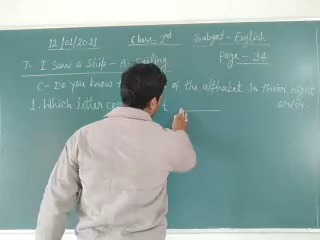 12/01/2021 Class - 2nd Subject - English
Page - 34
7. I Saw a Ship - A Sailing
C - Do you know of the alphabet in their right order.
1. Which letter